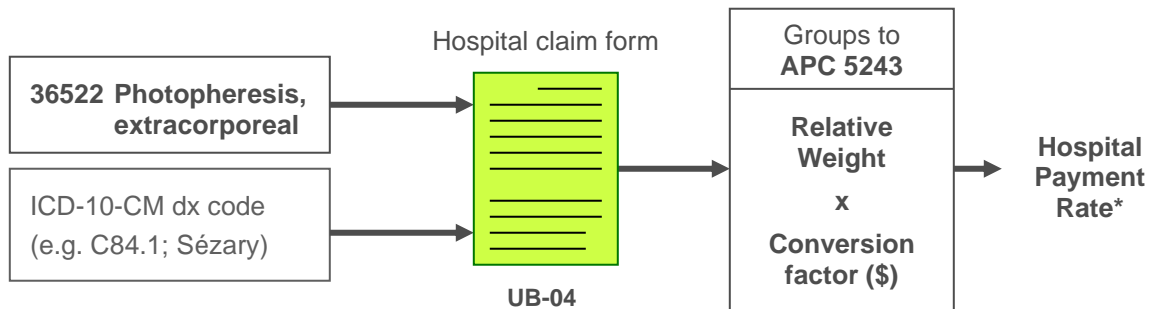 Hospital claim form
36522 Photopheresis,
extracorporeal
ICD-10-CM dx code
(e.g. C84.1; Sézary)
UB-04
Groups to
APC 5243
Relative
Weight
x
Conversion
factor ($)
Hospital
Payment
Rate*